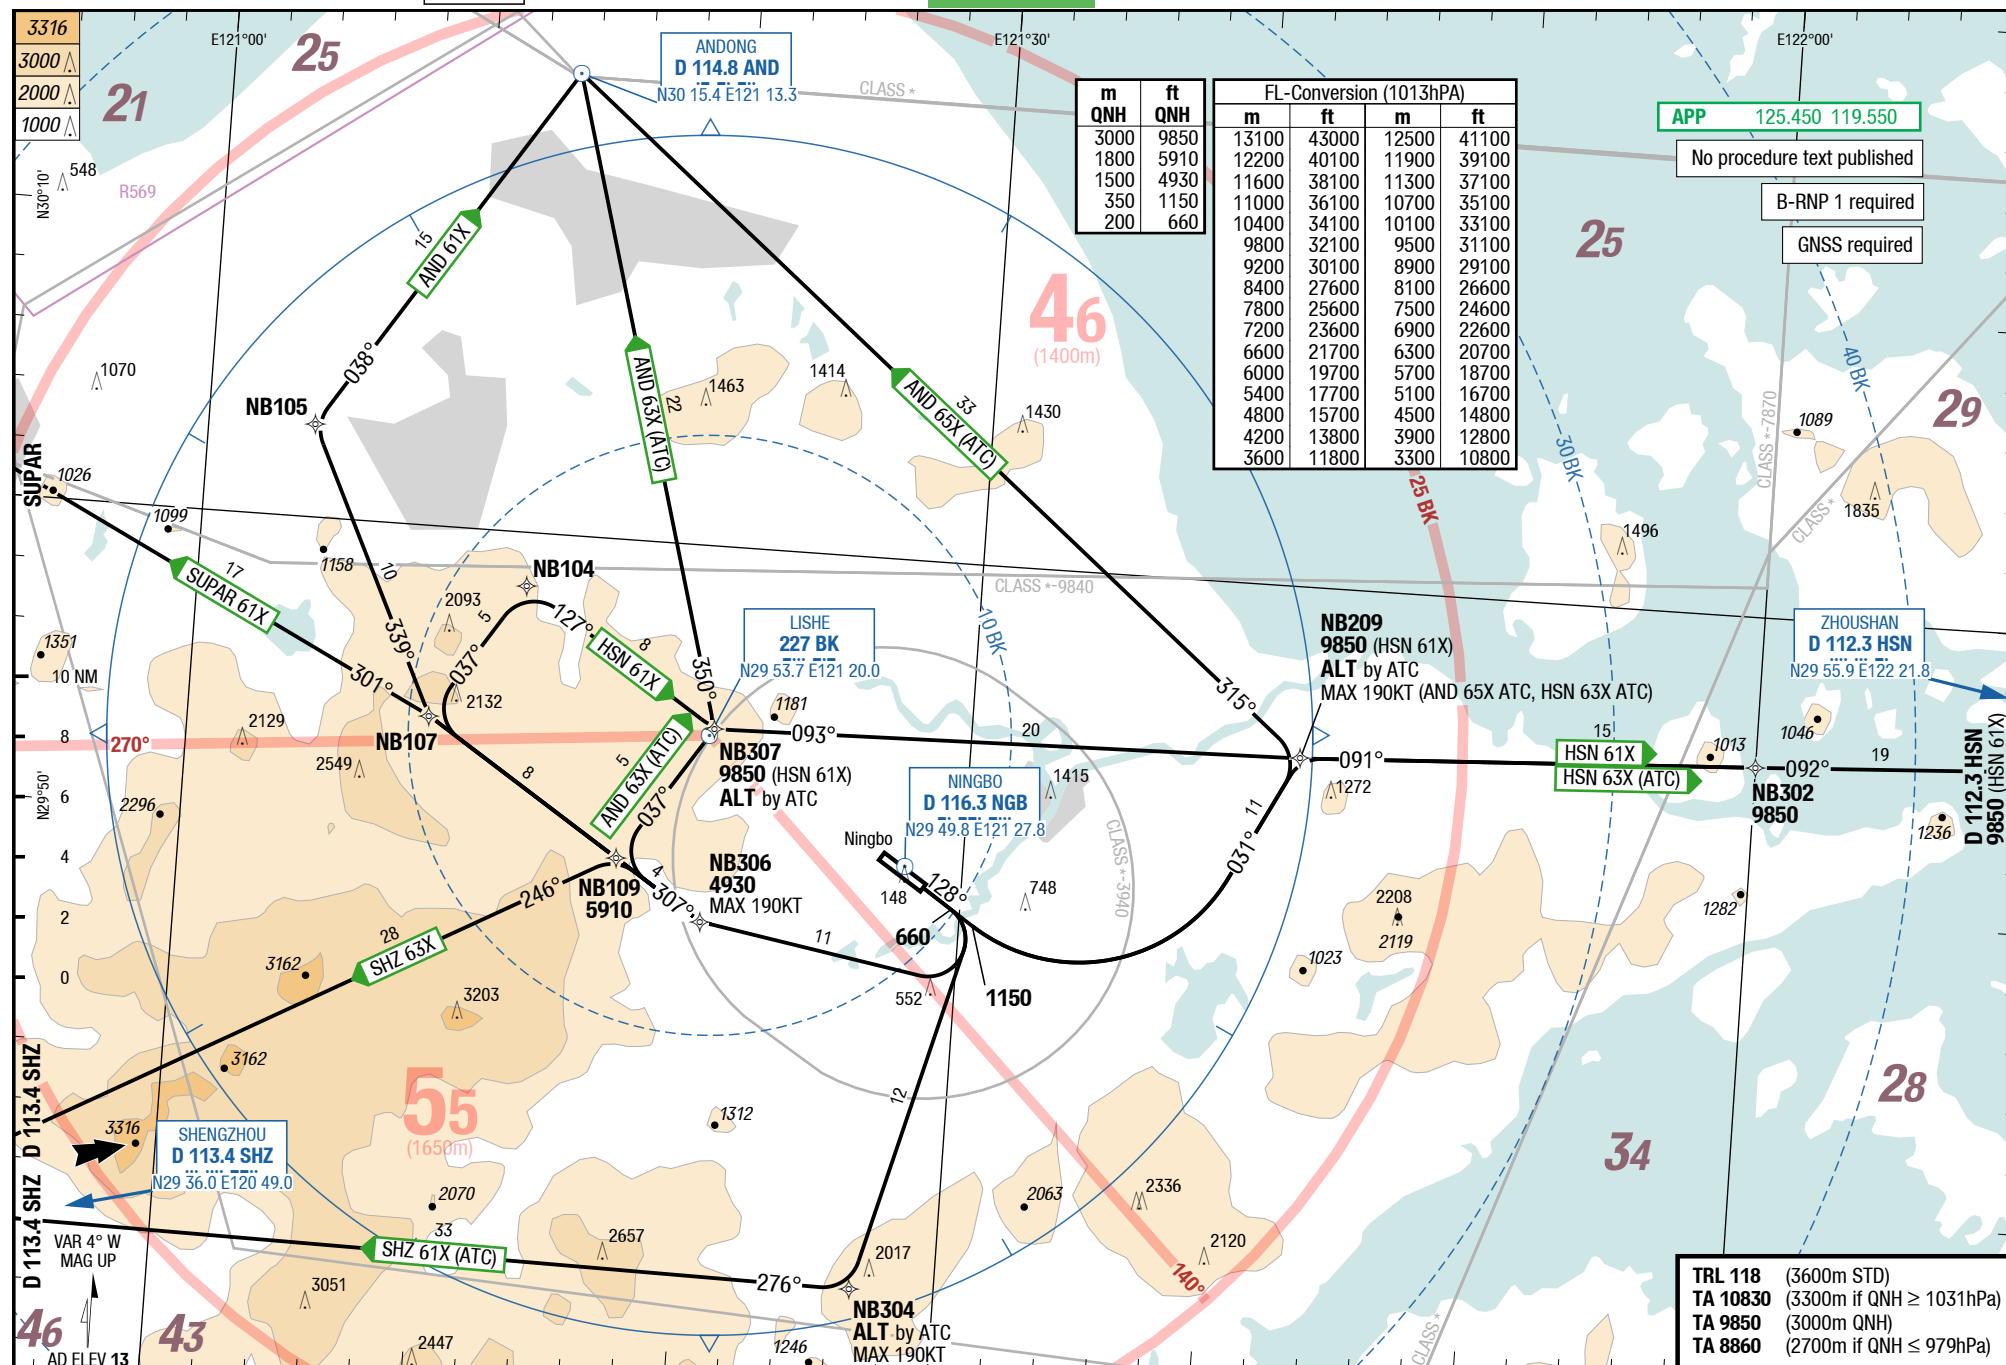 3316
3000
2000
1000
E121°00'
E121°30'
E122°00'
25
21
ANDONG
D 114.8 AND
N30 15.4 E121 13.3
CLASS *
m ft
QNH QNH
3000 9850
1800 5910
1500 4930
350 1150
200 660
FL-Conversion (1013hPA)
m ft m ft
13100 43000 12500 41100
12200 40100 11900 39100
11600 38100 11300 37100
11000 36100 10700 35100
10400 34100 10100 33100
9800 32100 9500 31100
9200 30100 8900 29100
8400 27600 8100 26600
7800 25600 7500 24600
7200 23600 6900 22600
6600 21700 6300 20700
6000 19700 5700 18700
5400 17700 5100 16700
4800 15700 4500 14800
4200 13800 3900 12800
3600 11800 3300 10800
APP 125.450 119.550
No procedure text published
B-RNP 1 required
GNSS required
548
R569
N30°10'
25
46
(1400m)
15
AND 61X
038°
1070
NB105
AND 63X (ATC)
22
1463
1414
33
AND 65X (ATC)
1430
40 BK
CLASS *-7870
1089
29
1835
CLASS *
SUPAR
1026
1099
1158
17
SUPAR 61X
10
339°
301°
NB104
2093
5
037°
127°
8
HSN 61X
2132
25 BK
30 BK
1496
CLASS *-9840
10 BK
LISHE
227 BK
N29 53.7 E121 20.0
350°
1181
NB209
9850 (HSN 61X)
ALT by ATC
MAX 190KT (AND 65X ATC, HSN 63X ATC)
315°
ZHOUSHAN
D 112.3 HSN
N29 55.9 E122 21.8
1351
10 NM
8
6
4
2
0
N29°50'
2129
270°
2549
2296
NB107
8
AND 63X (ATC)
5
037°
NB307
9850 (HSN 61X)
ALT by ATC
093°
20
091°
15
HSN 61X
HSN 63X (ATC)
1013
1046
092°
19
NB302
9850
D 112.3 HSN
9850 (HSN 61X)
1236
1272
1415
NINGBO
D 116.3 NGB
N29 49.8 E121 27.8
Ningbo
148
128°
748
CLASS *-3940
11
031°
NB306
4930
MAX 190KT
4
307°
NB109
5910
246°
28
SHZ 63X
11
660
1150
552
2208
2119
1023
1282
3162
3203
3162
3316
D 113.4 SHZ
SHENGZHOU
D 113.4 SHZ
N29 36.0 E120 49.0
D 113.4 SHZ
55
(1650m)
1312
12
2070
33
SHZ 61X (ATC)
2657
276°
2017
2063
2336
2120
140°
28
34
VAR 4° W
MAG UP
3051
46
43
AD ELEV 13
2447
1246
NB304
ALT by ATC
MAX 190KT
CLASS *
TRL 118 (3600m STD)
TA 10830 (3300m if QNH ≥ 1031hPa)
TA 9850 (3000m QNH)
TA 8860 (2700m if QNH ≤ 979hPa)